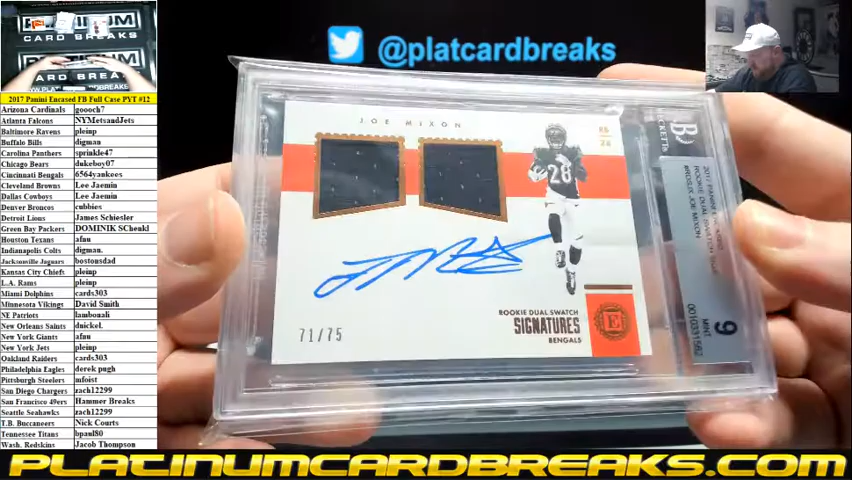 CARD BREAKS
@platcardbreaks
2017 Panini Encased FB Full Case PYT #12
Arizona Cardinals goooch7
Atlanta Falcons NYMetsandJets
Baltimore Ravens pleinp
Buffalo Bills digman
Carolina Panthers sprinkle47
Chicago Bears dukeboy07
Cincinnati Bengals 6564yankees
Cleveland Browns Lee Jaemin
Dallas Cowboys Lee Jaemin
Denver Broncos cubbies
Detroit Lions James Schiesler
Green Bay Packers DOMINIK SChenkl
Houston Texans afnu
Indianapolis Colts digman.
Jacksonville Jaguars bostonsdad
Kansas City Chiefs pleinp
L.A. Rams pleinp
Miami Dolphins cards303
Minnesota Vikings David Smith
NE Patriots lambonali
New Orleans Saints dnickel.
New York Giants afnu
New York Jets pleinp
Oakland Raiders cards303
Philadelphia Eagles derek pugh
Pittsburgh Steelers mfoist
San Diego Chargers zach12299
San Francisco 49ers Hammer Breaks
Seattle Seahawks zach12299
T.B. Buccaneers Nick Courts
Tennessee Titans bpaul80
Wash. Redskins Jacob Thompson
JOE MIXON
28
71/75
ROOKIE DUAL SWATCH
SIGNATURES
BENGALS
E
9
MINT
PLATINUMCARDBREAKS.COM